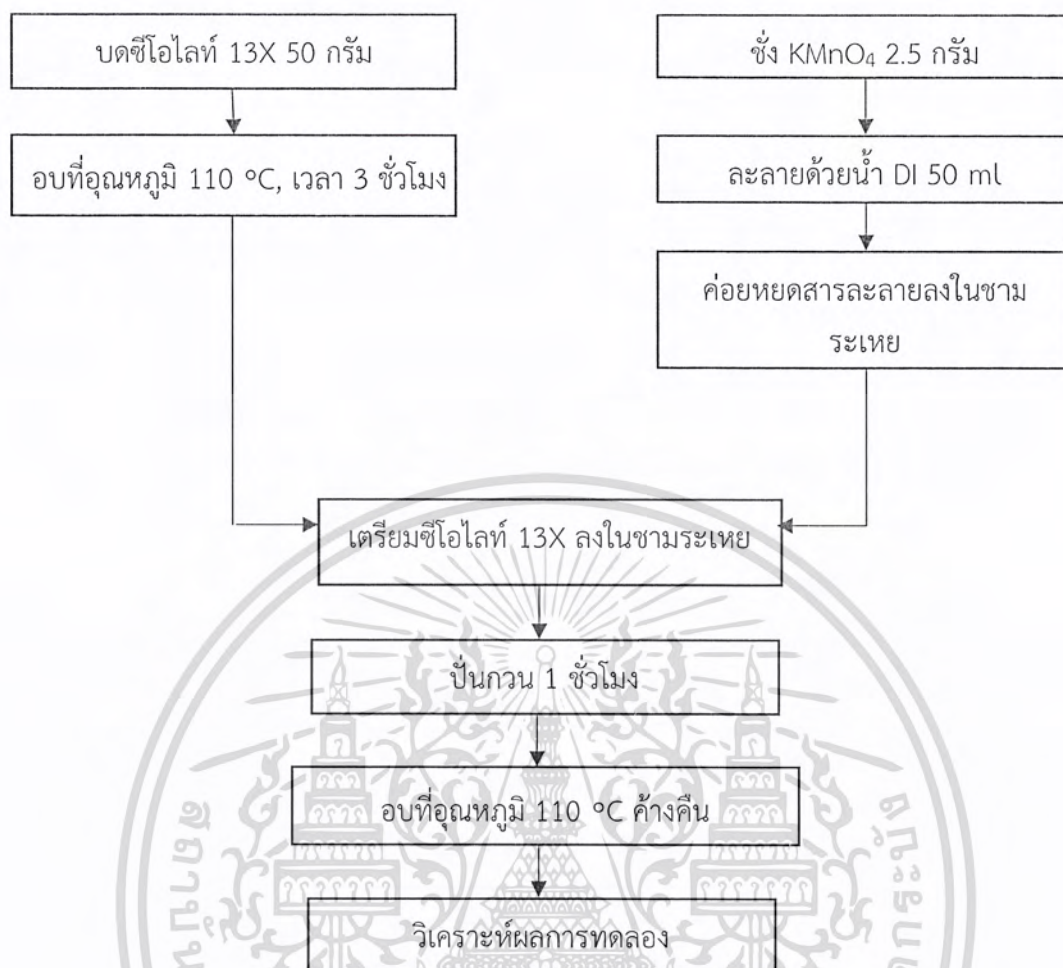 บดซีโอไลท์ 13X 50 กรัม
อบที่อุณหภูมิ 110 °C, เวลา 3 ชั่วโมง
ชั่ง KMnO₄ 2.5 กรัม
ละลายด้วยน้ำ DI 50 ml
ค่อยหยดสารละลายลงในชาม
ระเหย
เตรียมซีโอไลท์ 13X ลงในชามระเหย
ปั่นกวน 1 ชั่วโมง
อบที่อุณหภูมิ 110 °C ค้างคืน
วิเคราะห์ผลการทดลอง